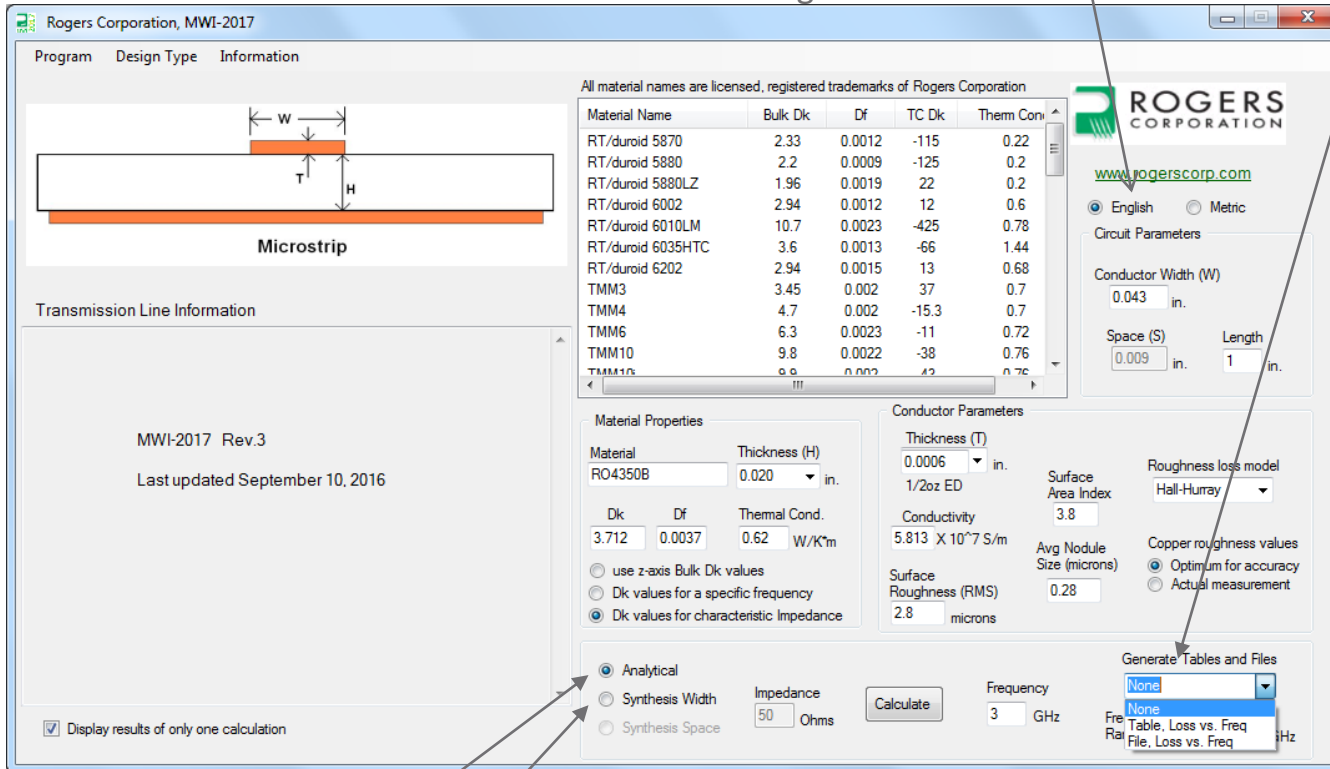 Rogers Corporation, MWI-2017
Program Design Type Information
W
T
H
Microstrip
Transmission Line Information
MWI-2017 Rev.3
Last updated September 10, 2016
Display results of only one calculation
All material names are licensed, registered trademarks of Rogers Corporation
Material Name Bulk Dk Df TC Dk Therm Con
RT/duroid 5870 2.33 0.0012 -115 0.22
RT/duroid 5880 2.2 0.0009 -125 0.2
RT/duroid 5880LZ 1.96 0.0019 22 0.2
RT/duroid 6002 2.94 0.0012 12 0.6
RT/duroid 6010LM 10.7 0.0023 -425 0.78
RT/duroid 6035HTC 3.6 0.0013 -66 1.44
RT/duroid 6202 2.94 0.0015 13 0.68
TMM3 3.45 0.002 37 0.7
TMM4 4.7 0.002 -15.3 0.7
TMM6 6.3 0.0023 -11 0.72
TMM10 9.8 0.0022 -38 0.76
TMM10i 9.9 0.002 -43 0.76
ROGERS
CORPORATION
www.rogerscorp.com
English Metric
Circuit Parameters
Conductor Width (W)
0.043 in.
Space (S) Length
0.009 in. 1 in.
Material Properties
Material Thickness (H)
RO4350B 0.020 in.
Dk Df Thermal Cond.
3.712 0.0037 0.62 W/K*m
use z-axis Bulk Dk values
Dk values for a specific frequency
Dk values for characteristic Impedance
Conductor Parameters
Thickness (T)
0.0006 in.
1/2oz ED
Conductivity
5.813 X 10^7 S/m
Surface
Roughness (RMS)
2.8 microns
Surface
Area Index
3.8
Avg Nodule
Size (microns)
0.28
Roughness loss model
Hall-Hurray
Copper roughness values
Optimum for accuracy
Actual measurement
Analytical
Synthesis Width
Synthesis Space
Impedance
50 Ohms
Calculate
Frequency
3 GHz
Generate Tables and Files
None
None
Table, Loss vs. Freq
File, Loss vs. Freq
Fre
Ra
Hz